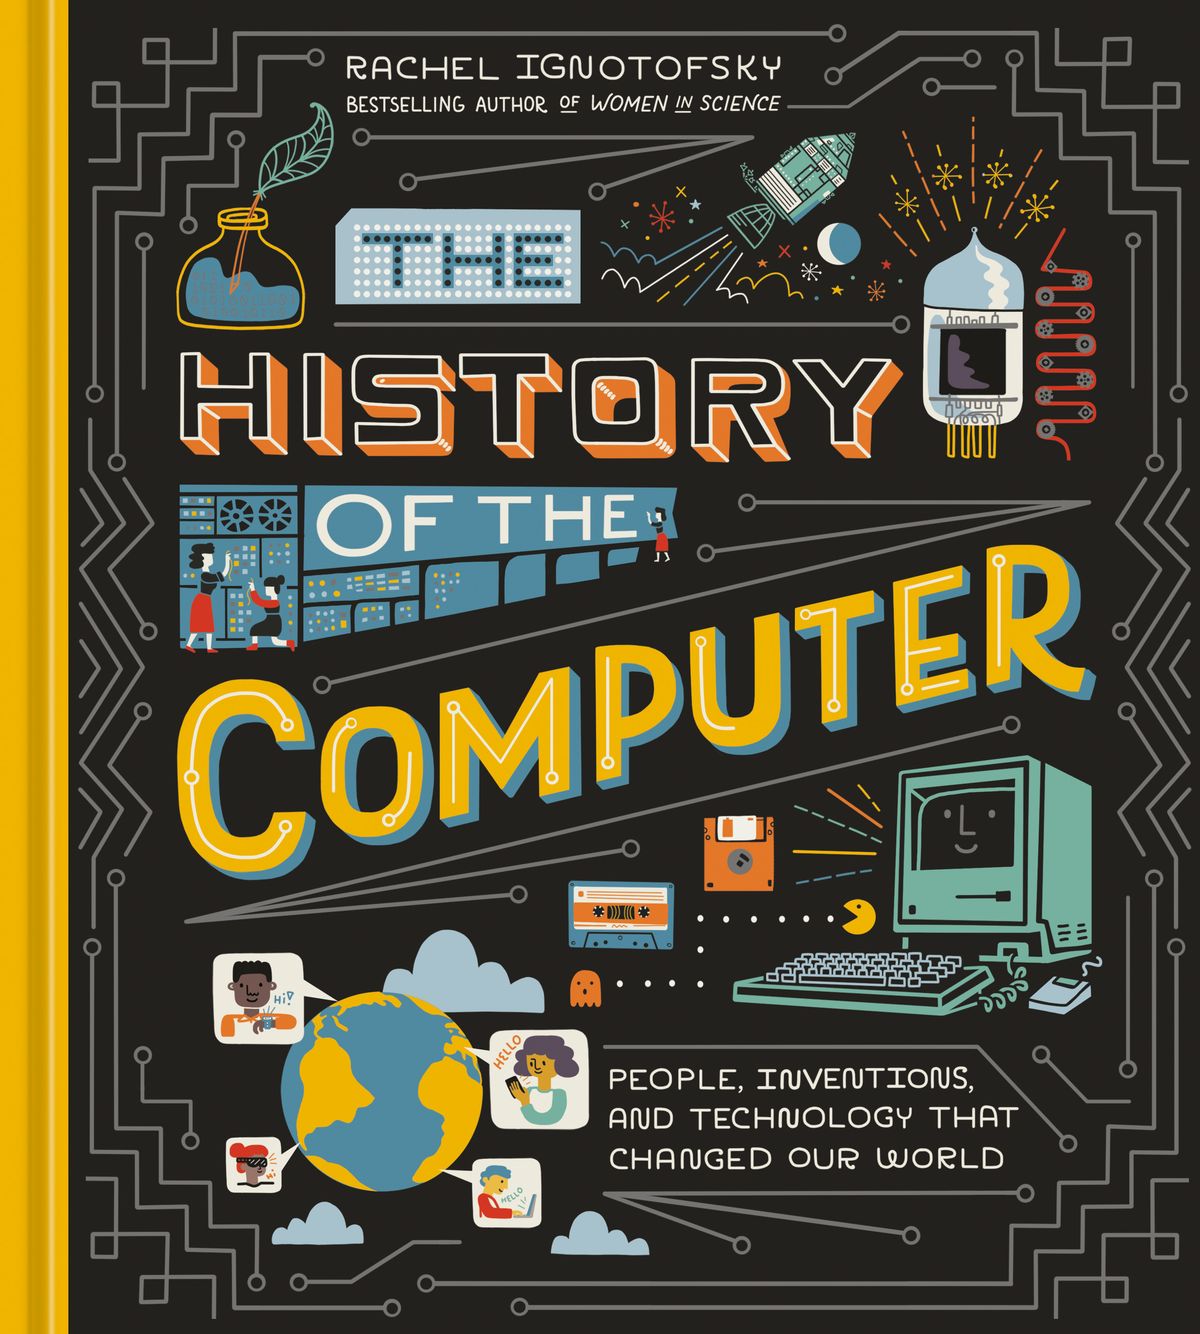 RACHEL IGNOTOFSKY
BESTSELLING AUTHOR OF WOMEN IN SCIENCE
THE
HISTORY
OF THE
COMPUTER
HI!
HELLO
HI
HELLO
PEOPLE, INVENTIONS,
AND TECHNOLOGY THAT
CHANGED OUR WORLD